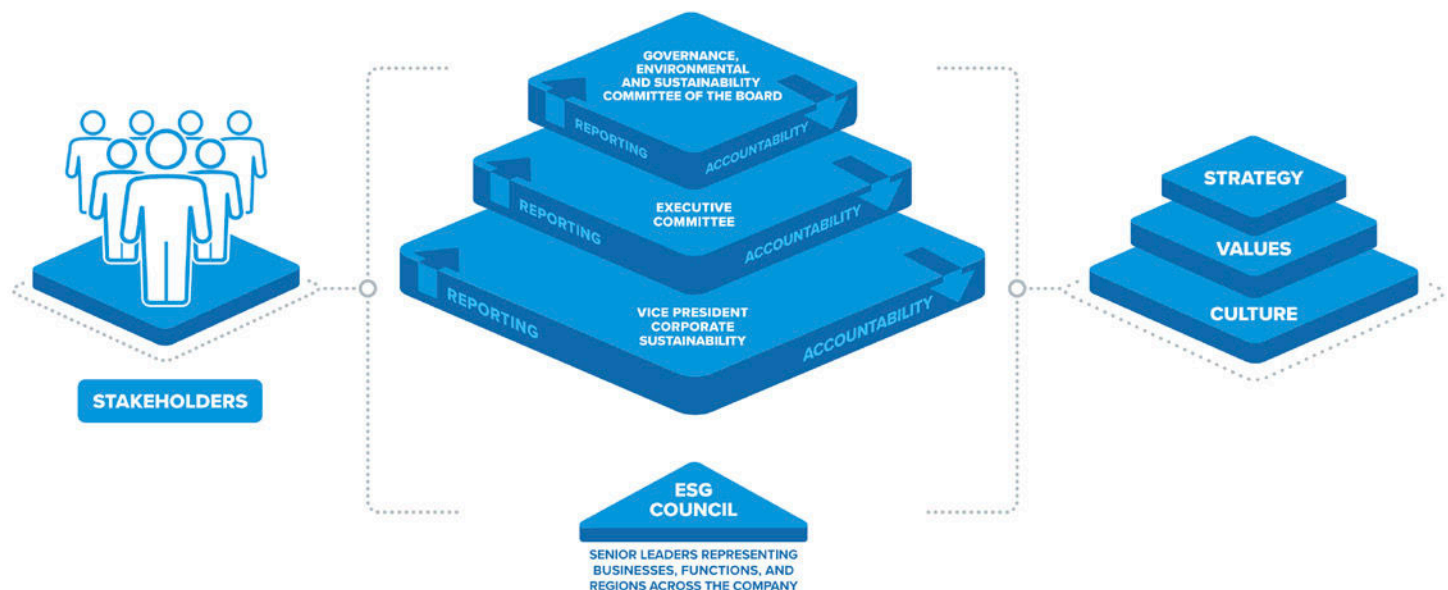 GOVERNANCE,
ENVIRONMENTAL
AND SUSTAINABILITY
COMMITTEE OF THE BOARD
REPORTING
ACCOUNTABILITY
EXECUTIVE
COMMITTEE
REPORTING
ACCOUNTABILITY
VICE PRESIDENT
CORPORATE
SUSTAINABILITY
REPORTING
ACCOUNTABILITY
STAKEHOLDERS
STRATEGY
VALUES
CULTURE
ESG
COUNCIL
SENIOR LEADERS REPRESENTING
BUSINESSES, FUNCTIONS, AND
REGIONS ACROSS THE COMPANY